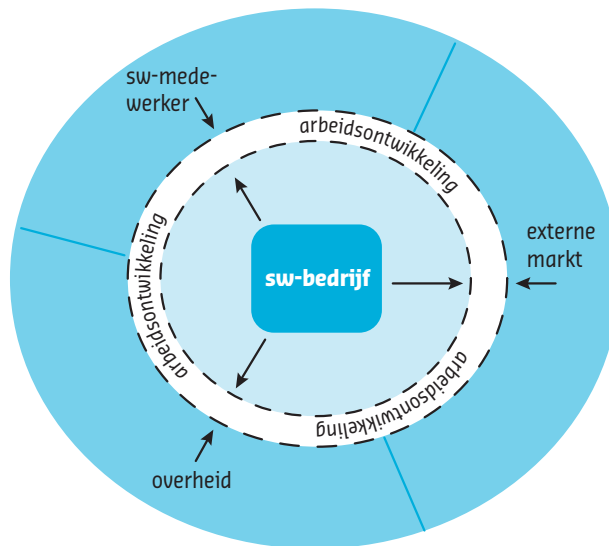 sw-mede-
werker
arbeidsontwikkeling
arbeidsontwikkeling
sw-bedrijf
externe
markt
arbeidsontwikkeling
overheid